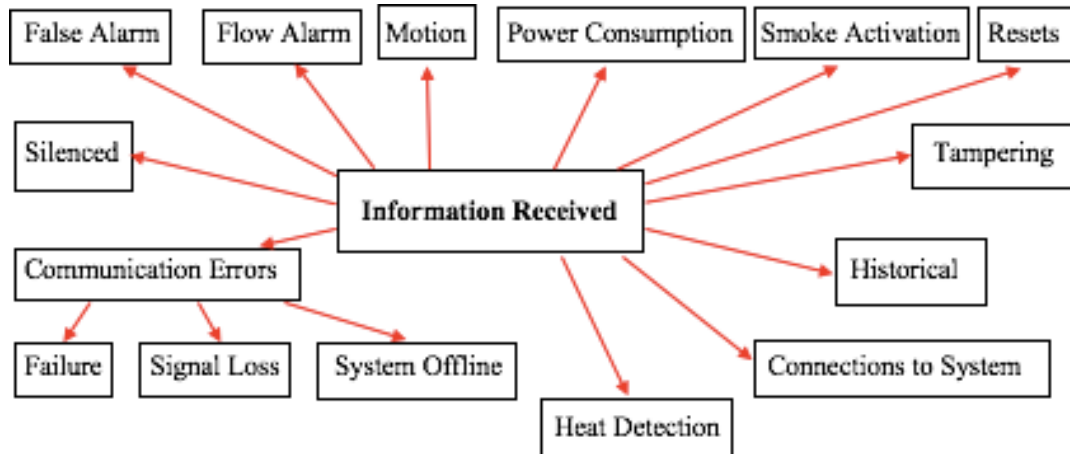 False Alarm
Flow Alarm
Motion
Power Consumption
Smoke Activation
Resets
Silenced
Tampering
Information Received
Communication Errors
Historical
Failure
Signal Loss
System Offline
Connections to System
Heat Detection